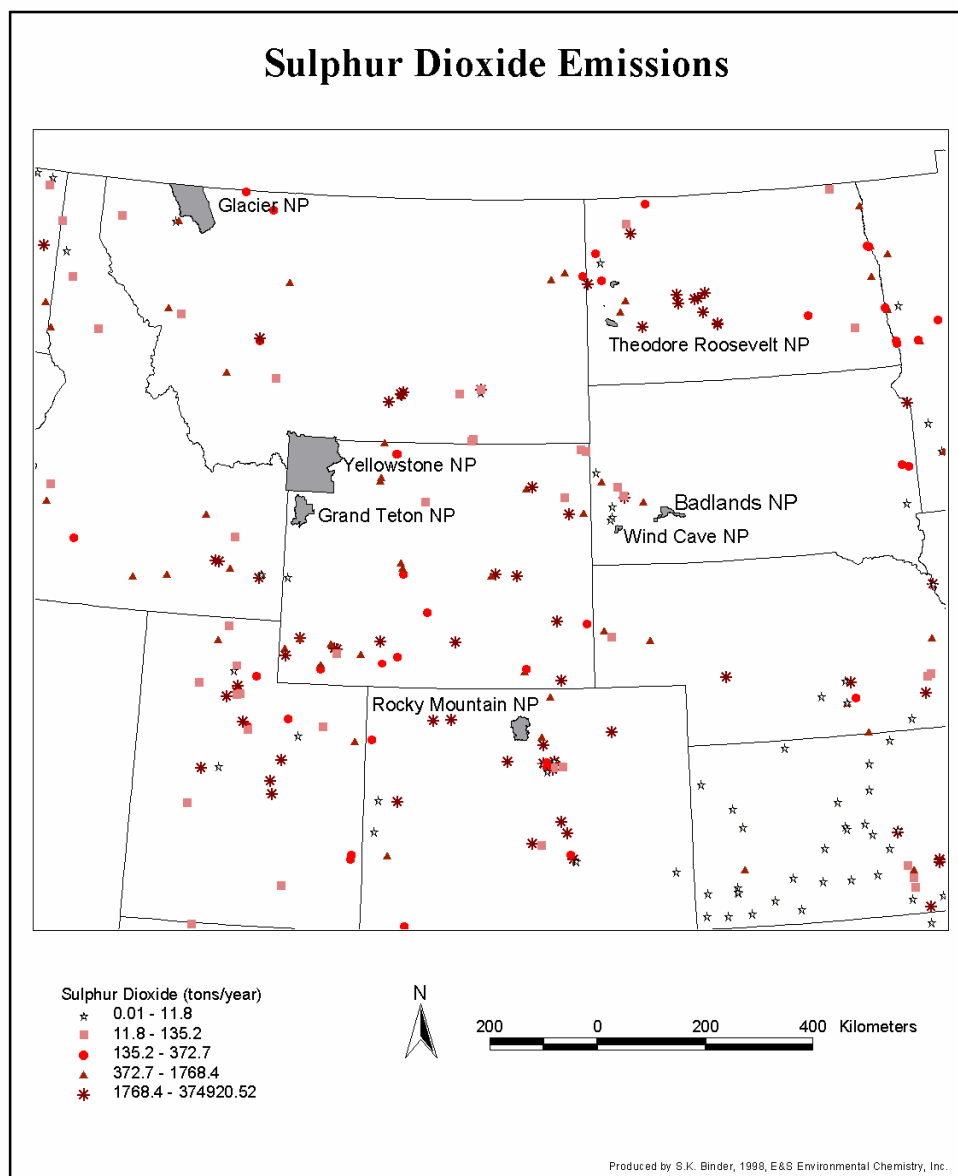 Sulphur Dioxide Emissions
Glacier NP
Theodore Roosevelt NP
Yellowstone NP
Grand Teton NP
Badlands NP
Wind Cave NP
Rocky Mountain NP
Sulphur Dioxide (tons/year)
0.01 - 11.8
11.8 - 135.2
135.2 - 372.7
372.7 - 1768.4
1768.4 - 374920.52
N
200 0 200 400 Kilometers
Produced by S.K. Binder, 1998, E&S Environmental Chemistry, Inc.